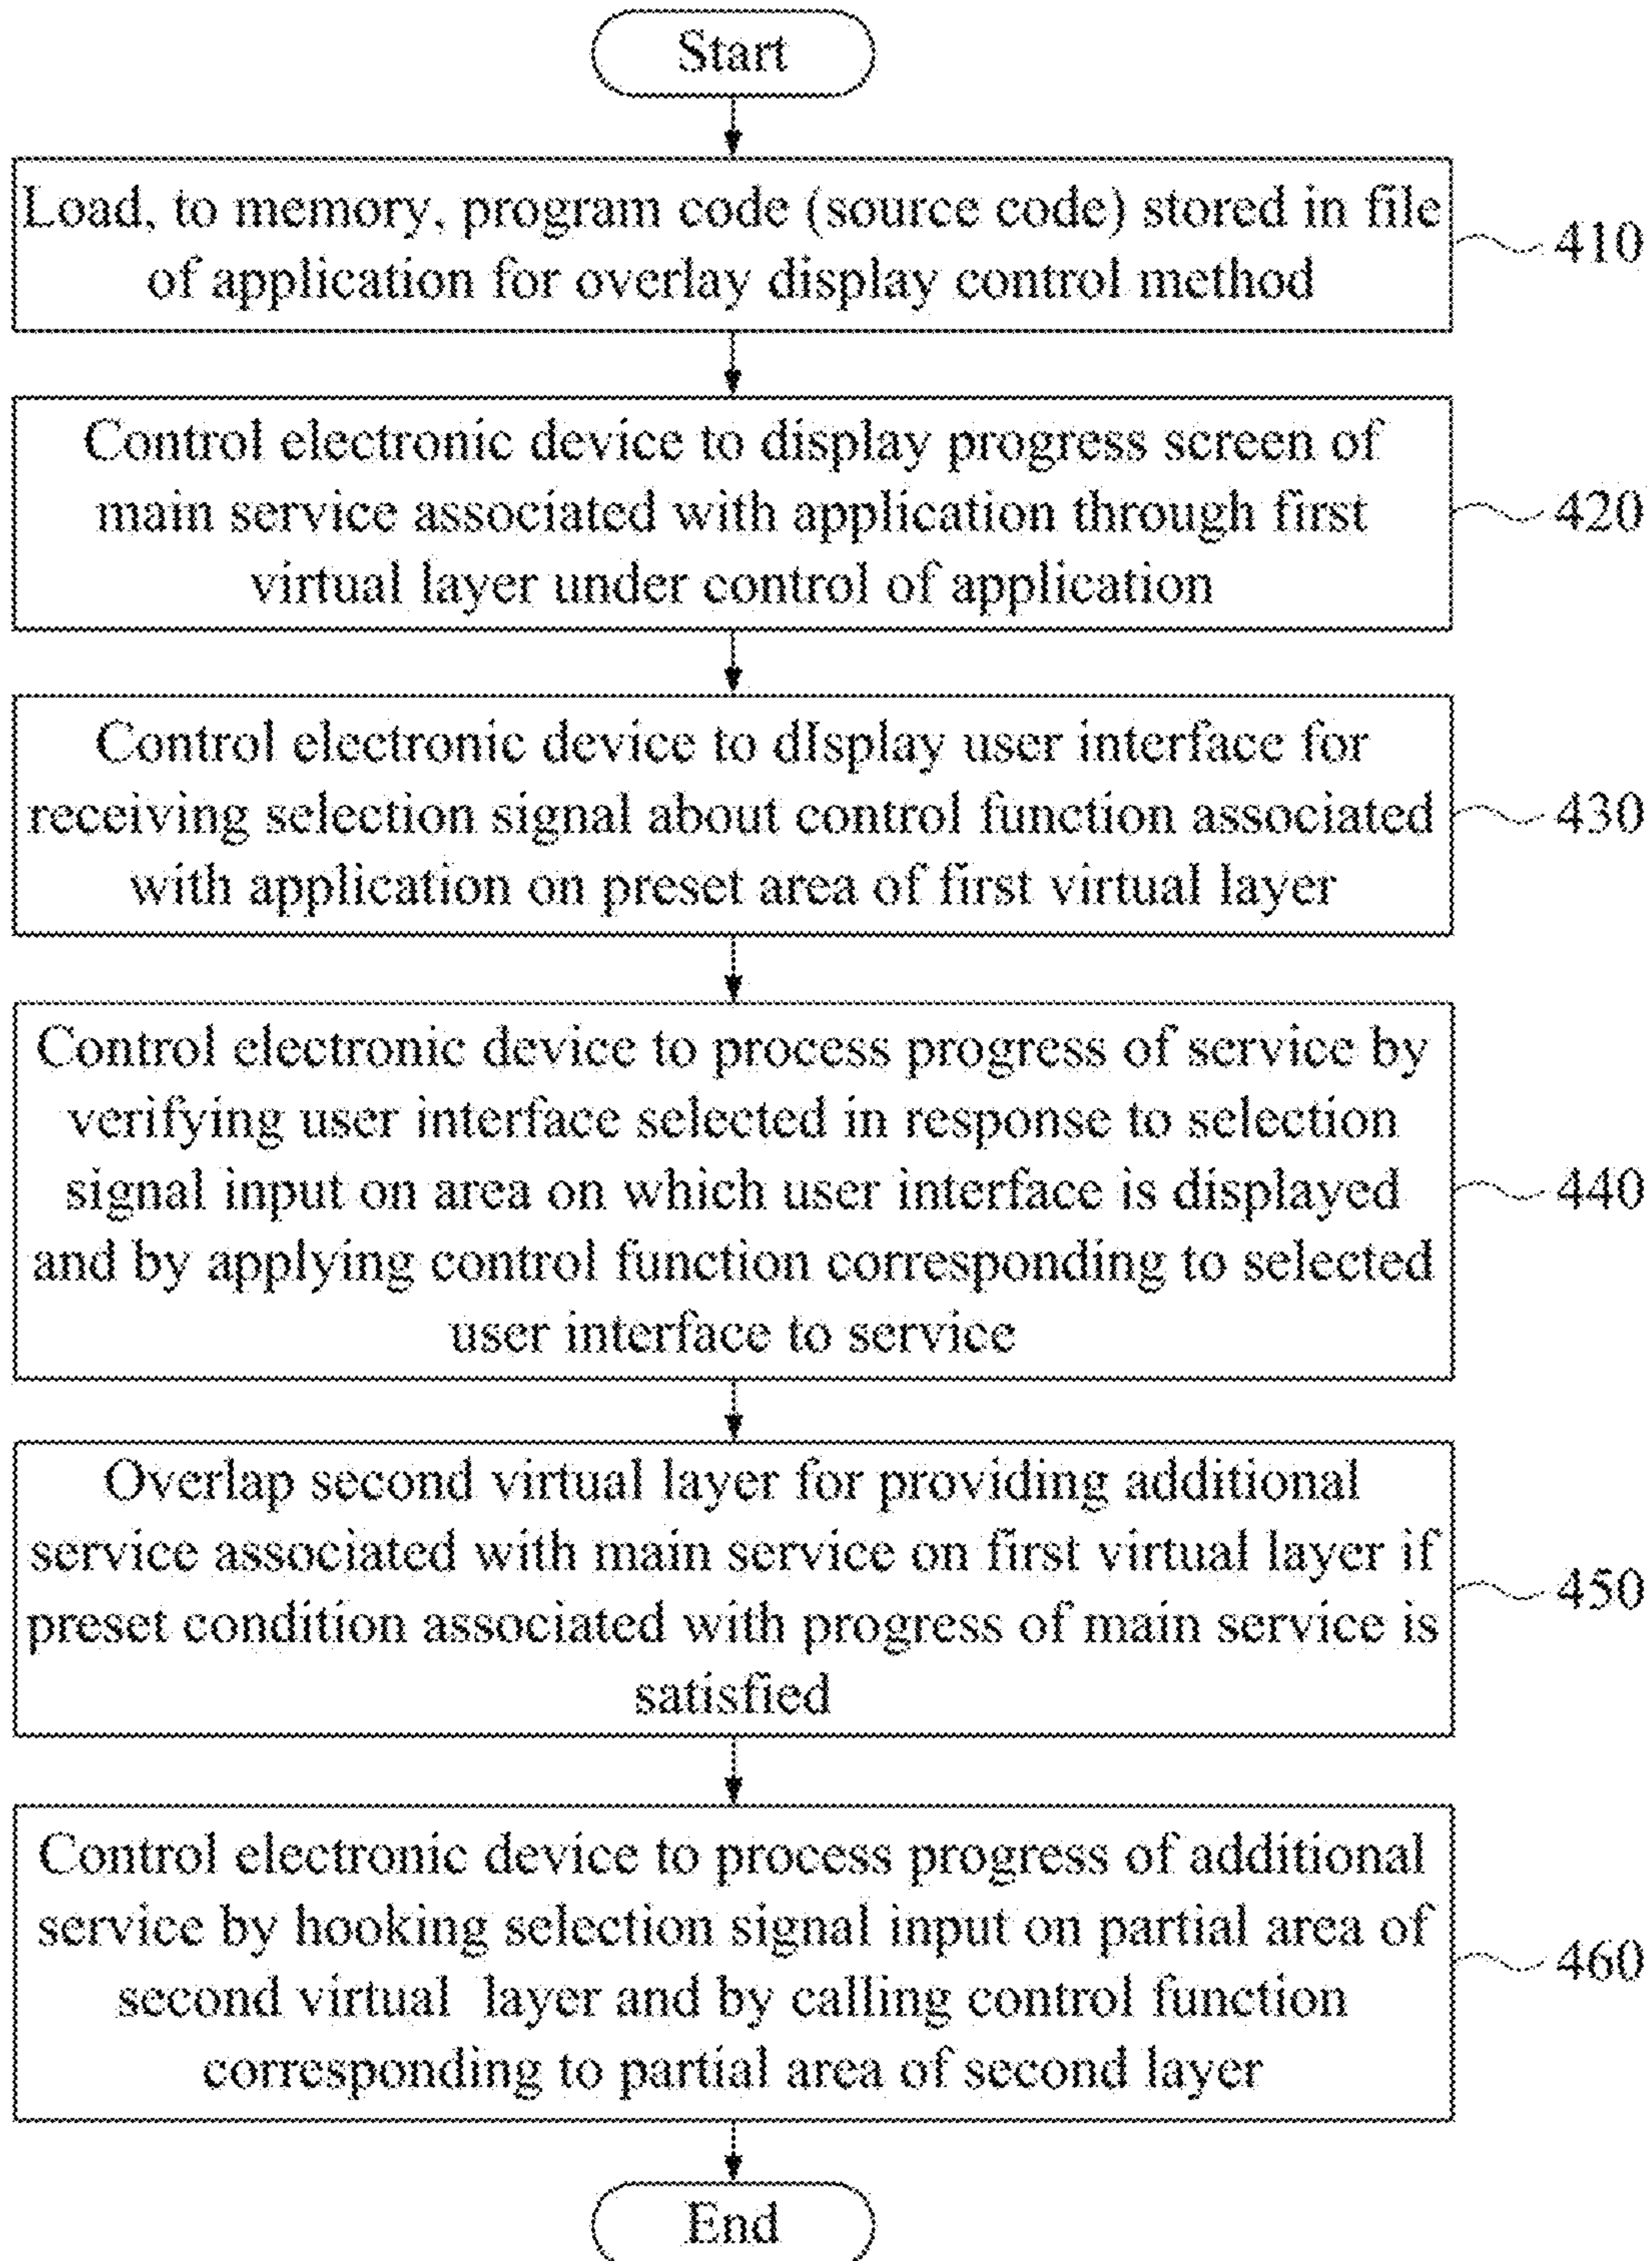 Start
Load, to memory, program code (source code) stored in file
of application for overlay display control method
410
Control electronic device to display progress screen of
main service associated with application through first
virtual layer under control of application
420
Control electronic device to dIsplay user interface for
receiving selection signal about control function associated
with application on preset area of first virtual layer
430
Control electronic device to process progress of service by
verifying user interface selected in response to selection
signal input on area on which user interface is displayed
and by applying control function corresponding to selected
user interface to service
440
Overlap second virtual layer for providing additional
service associated with main service on first virtual layer if
preset condition associated with progress of main service is
satisfied
450
Control electronic device to process progress of additional
service by hooking selection signal input on partial area of
second virtual layer and by calling control function
corresponding to partial area of second layer
460
End